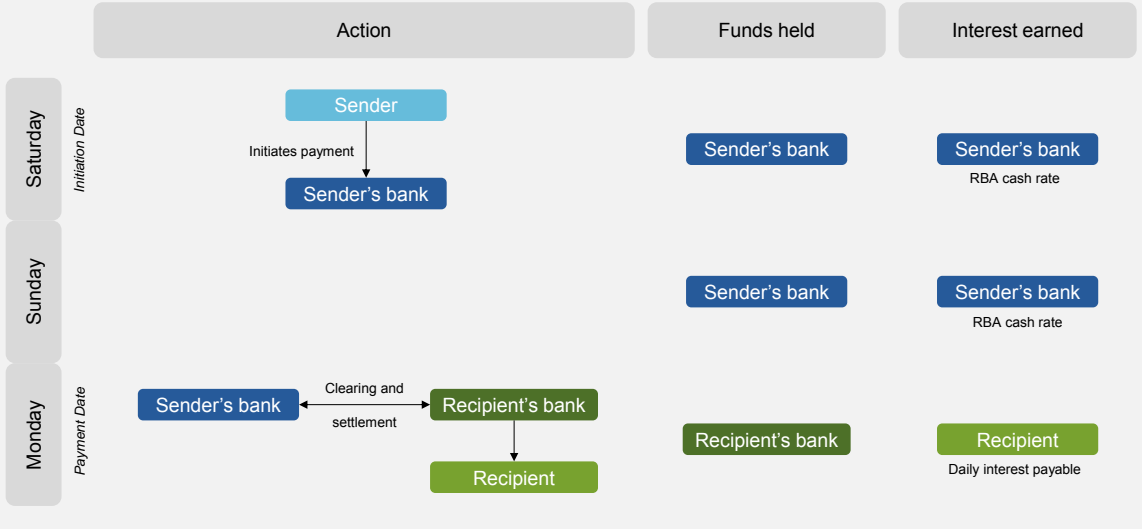 Action
Funds held
Interest earned
Saturday
Initiation Date
Sender
Initiates payment
Sender's bank
Sender's bank
Sender's bank
RBA cash rate
Sunday
Sender's bank
Sender's bank
RBA cash rate
Monday
Payment Date
Sender's bank
Clearing and
settlement
Recipient's bank
Recipient
Recipient's bank
Recipient
Daily interest payable